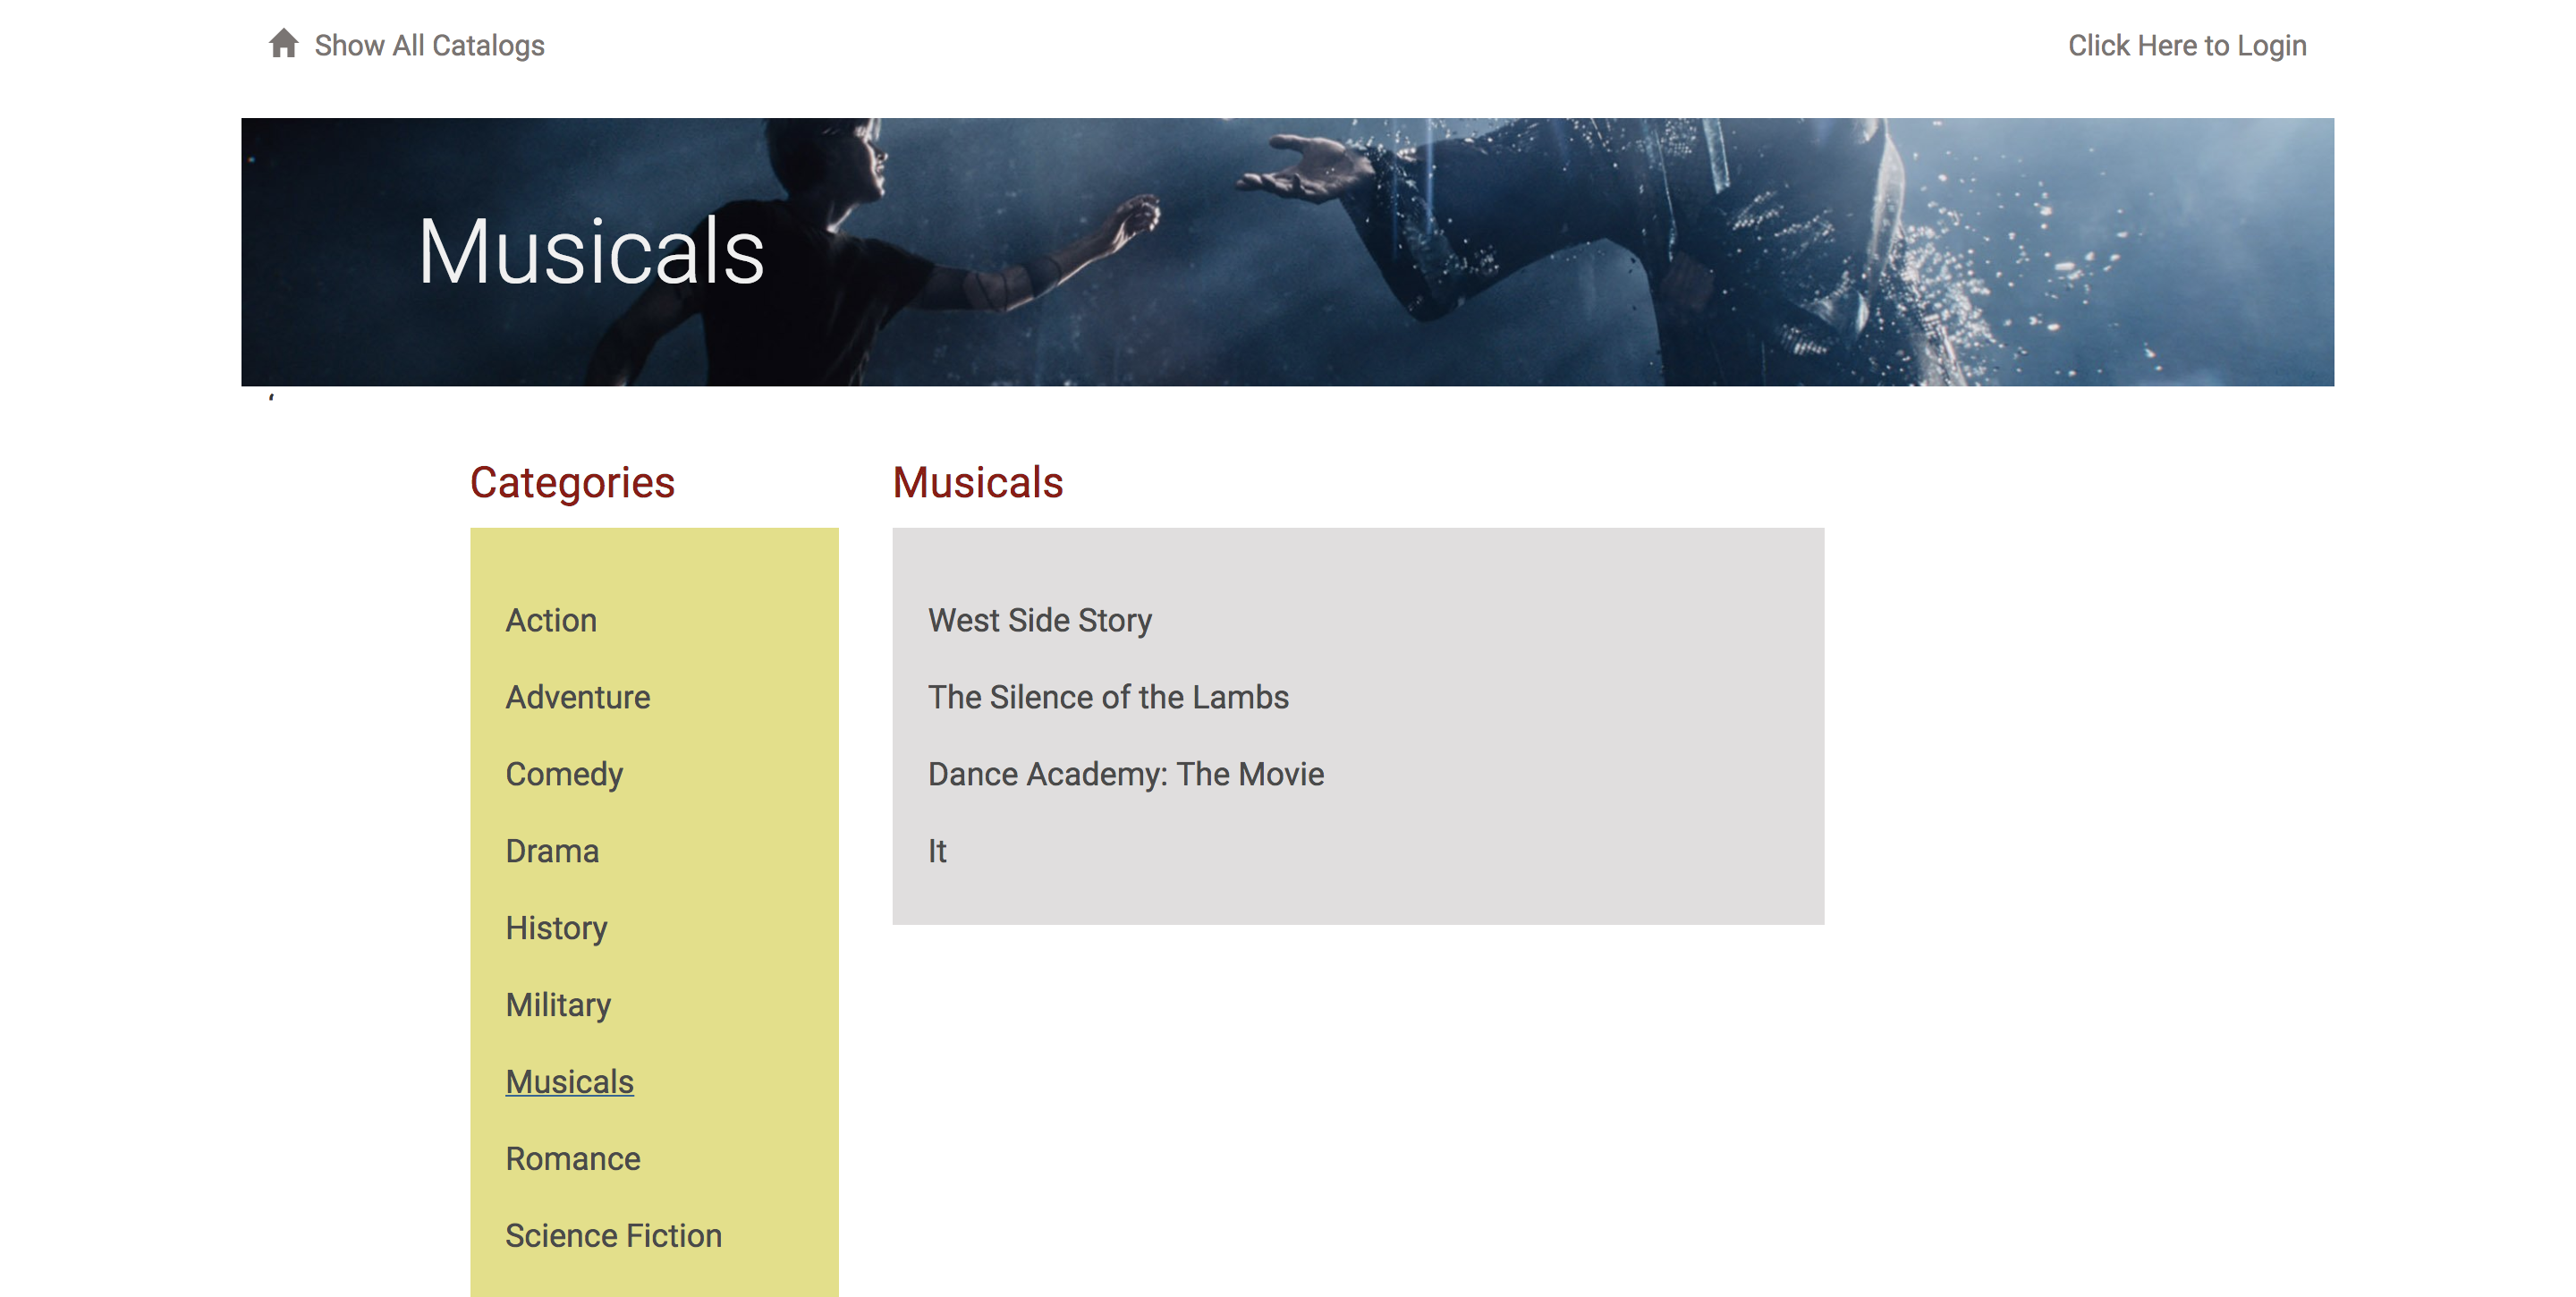 Show All Catalogs
Click Here to Login
Musicals
‘
Categories
Action
Adventure
Comedy
Drama
History
Military
Musicals
Romance
Science Fiction
Musicals
West Side Story
The Silence of the Lambs
Dance Academy: The Movie
It